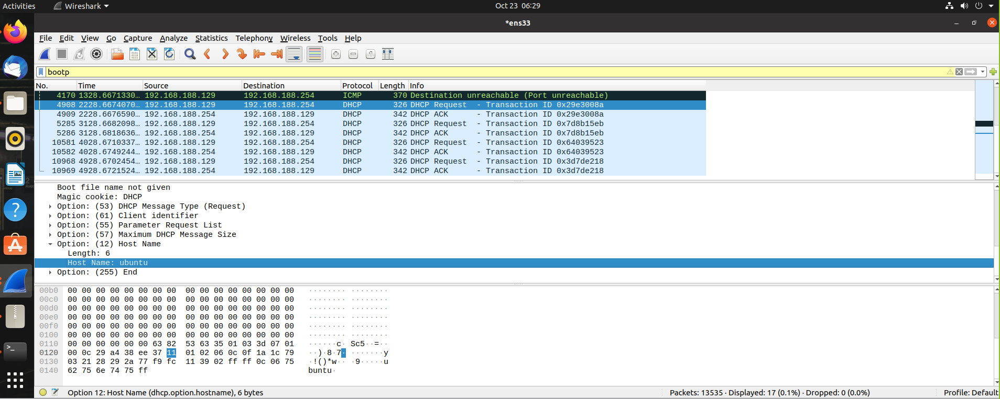 Activities Wireshark Oct 23 06:29
*ens33
File Edit View Go Capture Analyze Statistics Telephony Wireless Tools Help
bootp
No. Time Source Destination Protocol Length Info
4170 1328.6671330… 192.168.188.129 192.168.188.254 ICMP 370 Destination unreachable (Port unreachable)
4908 2228.6674070… 192.168.188.129 192.168.188.254 DHCP 326 DHCP Request - Transaction ID 0x29e3008a
4909 2228.6676590… 192.168.188.254 192.168.188.129 DHCP 342 DHCP ACK - Transaction ID 0x29e3008a
5285 3128.6682098… 192.168.188.129 192.168.188.254 DHCP 326 DHCP Request - Transaction ID 0x7d8b15eb
5286 3128.6818636… 192.168.188.254 192.168.188.129 DHCP 342 DHCP ACK - Transaction ID 0x7d8b15eb
10581 4028.6710337… 192.168.188.129 192.168.188.254 DHCP 326 DHCP Request - Transaction ID 0x64039523
10582 4028.6749244… 192.168.188.254 192.168.188.129 DHCP 342 DHCP ACK - Transaction ID 0x64039523
10968 4928.6702454… 192.168.188.129 192.168.188.254 DHCP 326 DHCP Request - Transaction ID 0x3d7de218
10969 4928.6721524… 192.168.188.254 192.168.188.129 DHCP 342 DHCP ACK - Transaction ID 0x3d7de218
Boot file name not given
Magic cookie: DHCP
Option: (53) DHCP Message Type (Request)
Option: (61) Client identifier
Option: (55) Parameter Request List
Option: (57) Maximum DHCP Message Size
Option: (12) Host Name
Length: 6
Host Name: ubuntu
Option: (255) End
00b0 00 00 00 00 00 00 00 00 00 00 00 00 00 00 00 00 ········ ········
00c0 00 00 00 00 00 00 00 00 00 00 00 00 00 00 00 00 ········ ········
00d0 00 00 00 00 00 00 00 00 00 00 00 00 00 00 00 00 ········ ········
00e0 00 00 00 00 00 00 00 00 00 00 00 00 00 00 00 00 ········ ········
00f0 00 00 00 00 00 00 00 00 00 00 00 00 00 00 00 00 ········ ········
0100 00 00 00 00 00 00 00 00 00 00 00 00 00 00 00 00 ········ ········
0110 00 00 00 00 00 00 63 82 53 63 35 01 03 3d 07 01 ······c· Sc5··=··
0120 00 0c 29 a4 38 ee 37 11 01 02 06 0c 0f 1a 1c 79 ··)·8·7· ·······y
0130 03 21 28 29 2a 77 f9 fc 11 39 02 ff ff 0c 06 75 ·!()*w·· ·9·····u
0140 62 75 6e 74 75 ff buntu·
Option 12: Host Name (dhcp.option.hostname), 6 bytes Packets: 13535 · Displayed: 17 (0.1%) · Dropped: 0 (0.0%) Profile: Default